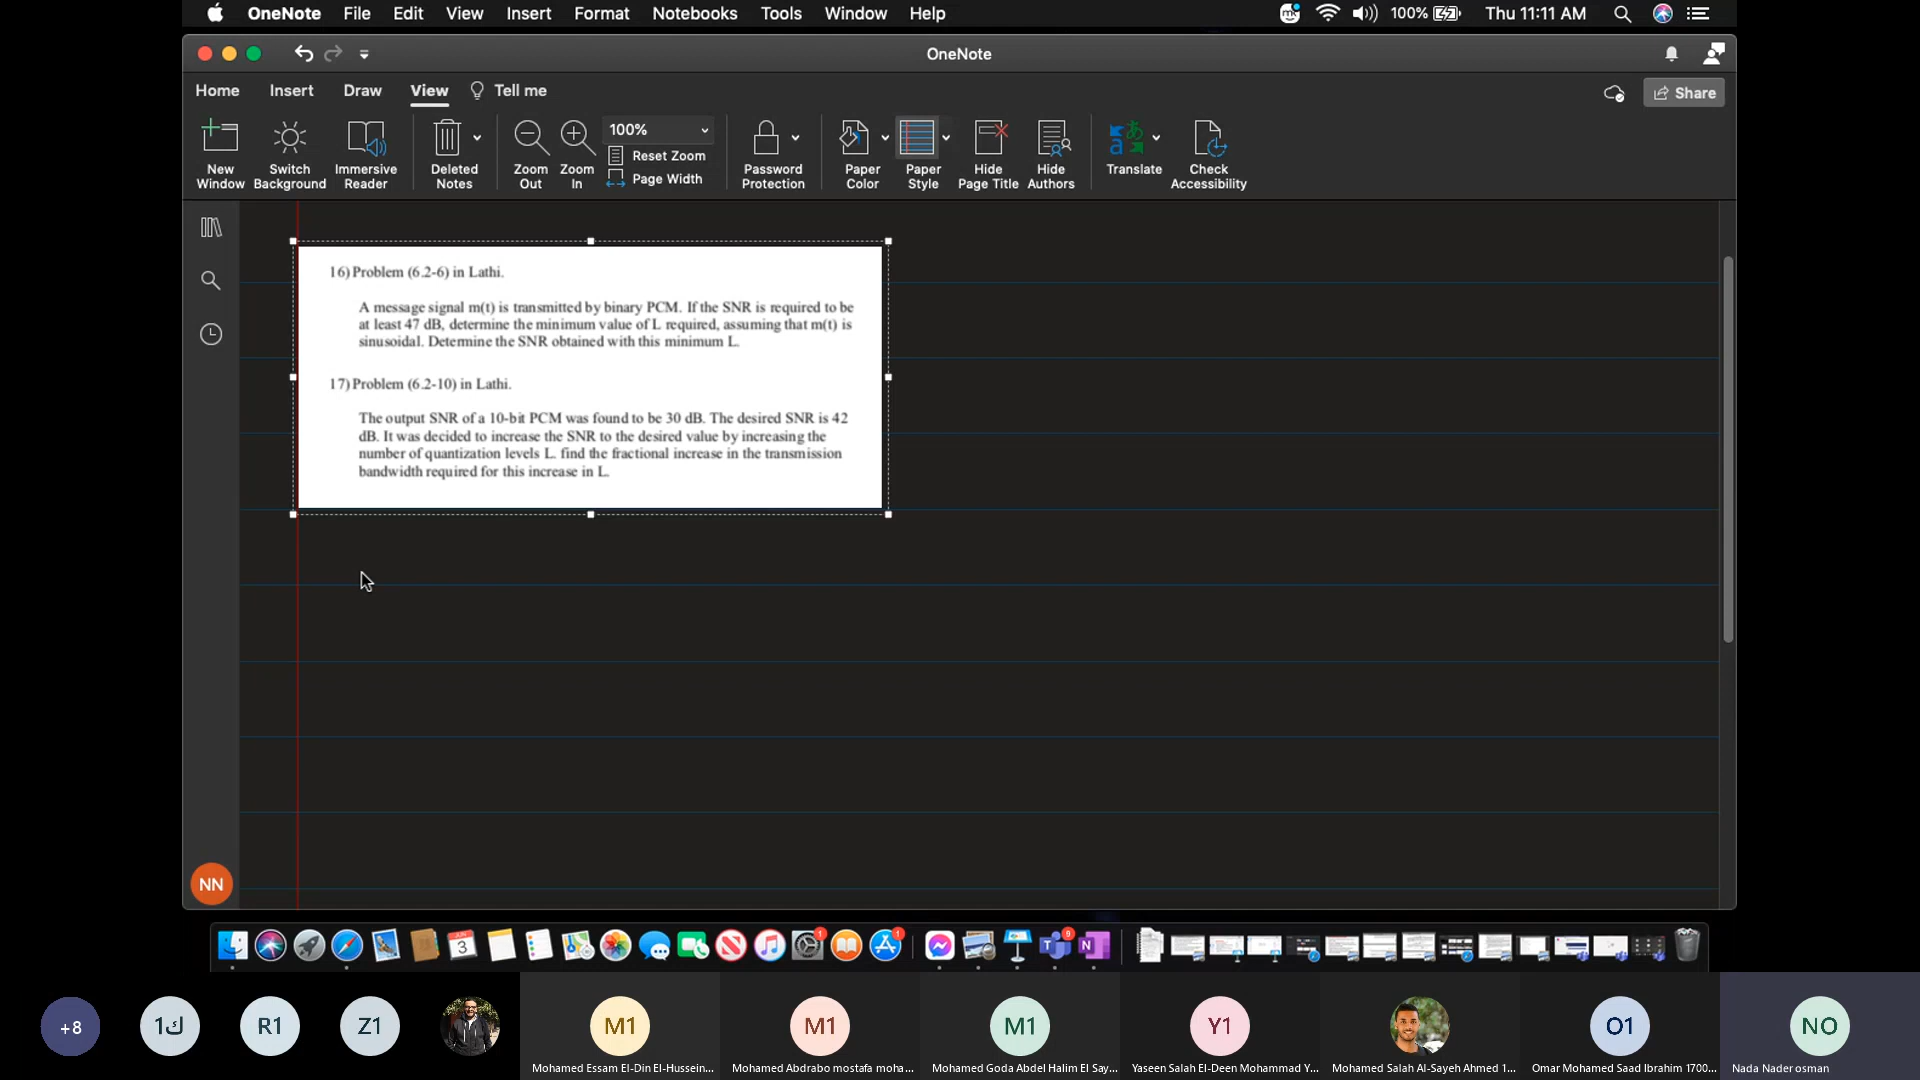 OneNote File Edit View Insert Format Notebooks Tools Window Help
100% Thu 11:11 AM
OneNote
Home Insert Draw View Tell me
Share
New Window
Switch Background
Immersive Reader
Deleted Notes
Zoom Out
Zoom In
100%
Reset Zoom
Page Width
Password Protection
Paper Color
Paper Style
Hide Page Title
Hide Authors
Translate
Check Accessibility
16) Problem (6.2-6) in Lathi.
A message signal m(t) is transmitted by binary PCM. If the SNR is required to be
at least 47 dB, determine the minimum value of L required, assuming that m(t) is
sinusoidal. Determine the SNR obtained with this minimum L.
17) Problem (6.2-10) in Lathi.
The output SNR of a 10-bit PCM was found to be 30 dB. The desired SNR is 42
dB. It was decided to increase the SNR to the desired value by increasing the
number of quantization levels L. find the fractional increase in the transmission
bandwidth required for this increase in L.
NN
JUN
3
1
1
9
+8
ك1
R1
Z1
M1
M1
M1
Y1
O1
NO
Mohamed Essam El-Din El-Hussein...
Mohamed Abdrabo mostafa moha...
Mohamed Goda Abdel Halim El Say...
Yaseen Salah El-Deen Mohammad Y...
Mohamed Salah Al-Sayeh Ahmed 1...
Omar Mohamed Saad Ibrahim 1700...
Nada Nader osman